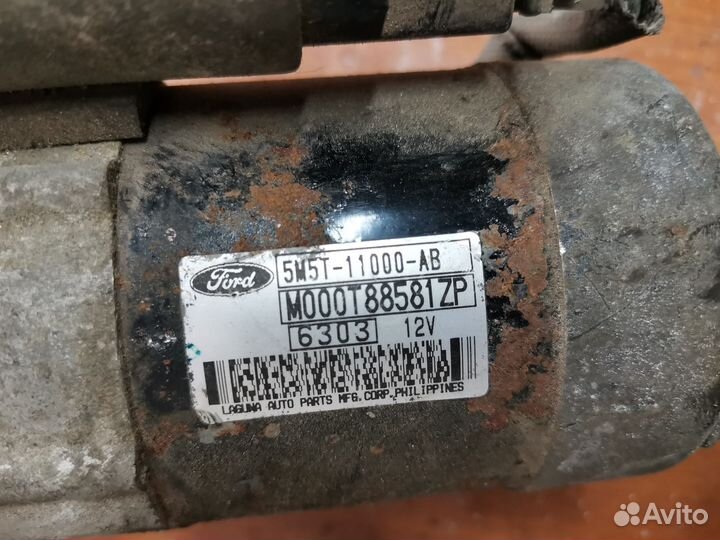 Ford
5M5T-11000-AB
M000T88581ZP
6303 12V
LAGUNA AUTO PARTS MFG.CORP.PHILIPPINES
Avito